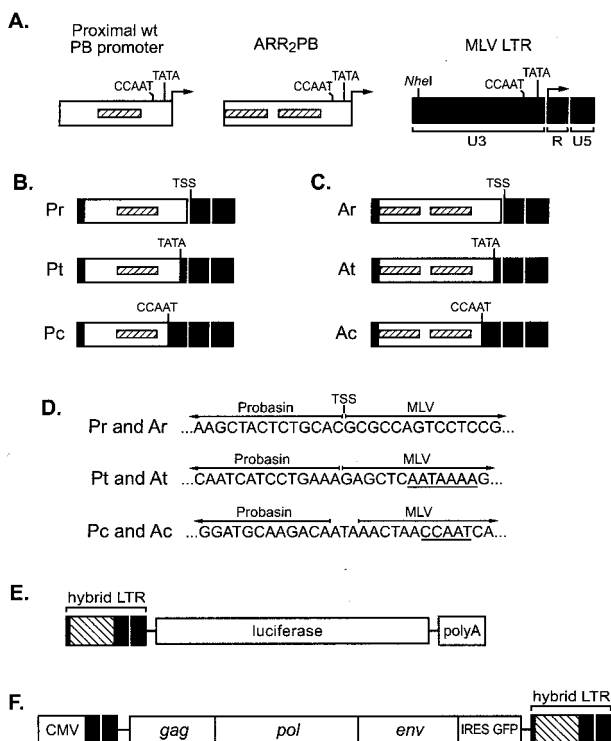 A.
Proximal wt
PB promoter
CCAAT TATA
ARR2PB
CCAAT TATA
MLV LTR
NheI
CCAAT TATA
U3 R U5
B.
TSS
Pr
TATA
Pt
CCAAT
Pc
C.
TSS
Ar
TATA
At
CCAAT
Ac
D.
TSS
Probasin MLV
Pr and Ar ...AAGCTACTCTGCACGCGCCAGTCCTCCG...
Probasin MLV
Pt and At ...CAATCATCCTGAAAGAGCTCAATAAAAG...
Probasin MLV
Pc and Ac ...GGATGCAAGACAATAAACTAACCAATCA...
E.
hybrid LTR
luciferase polyA
F.
hybrid LTR
CMV gag pol env IRES GFP